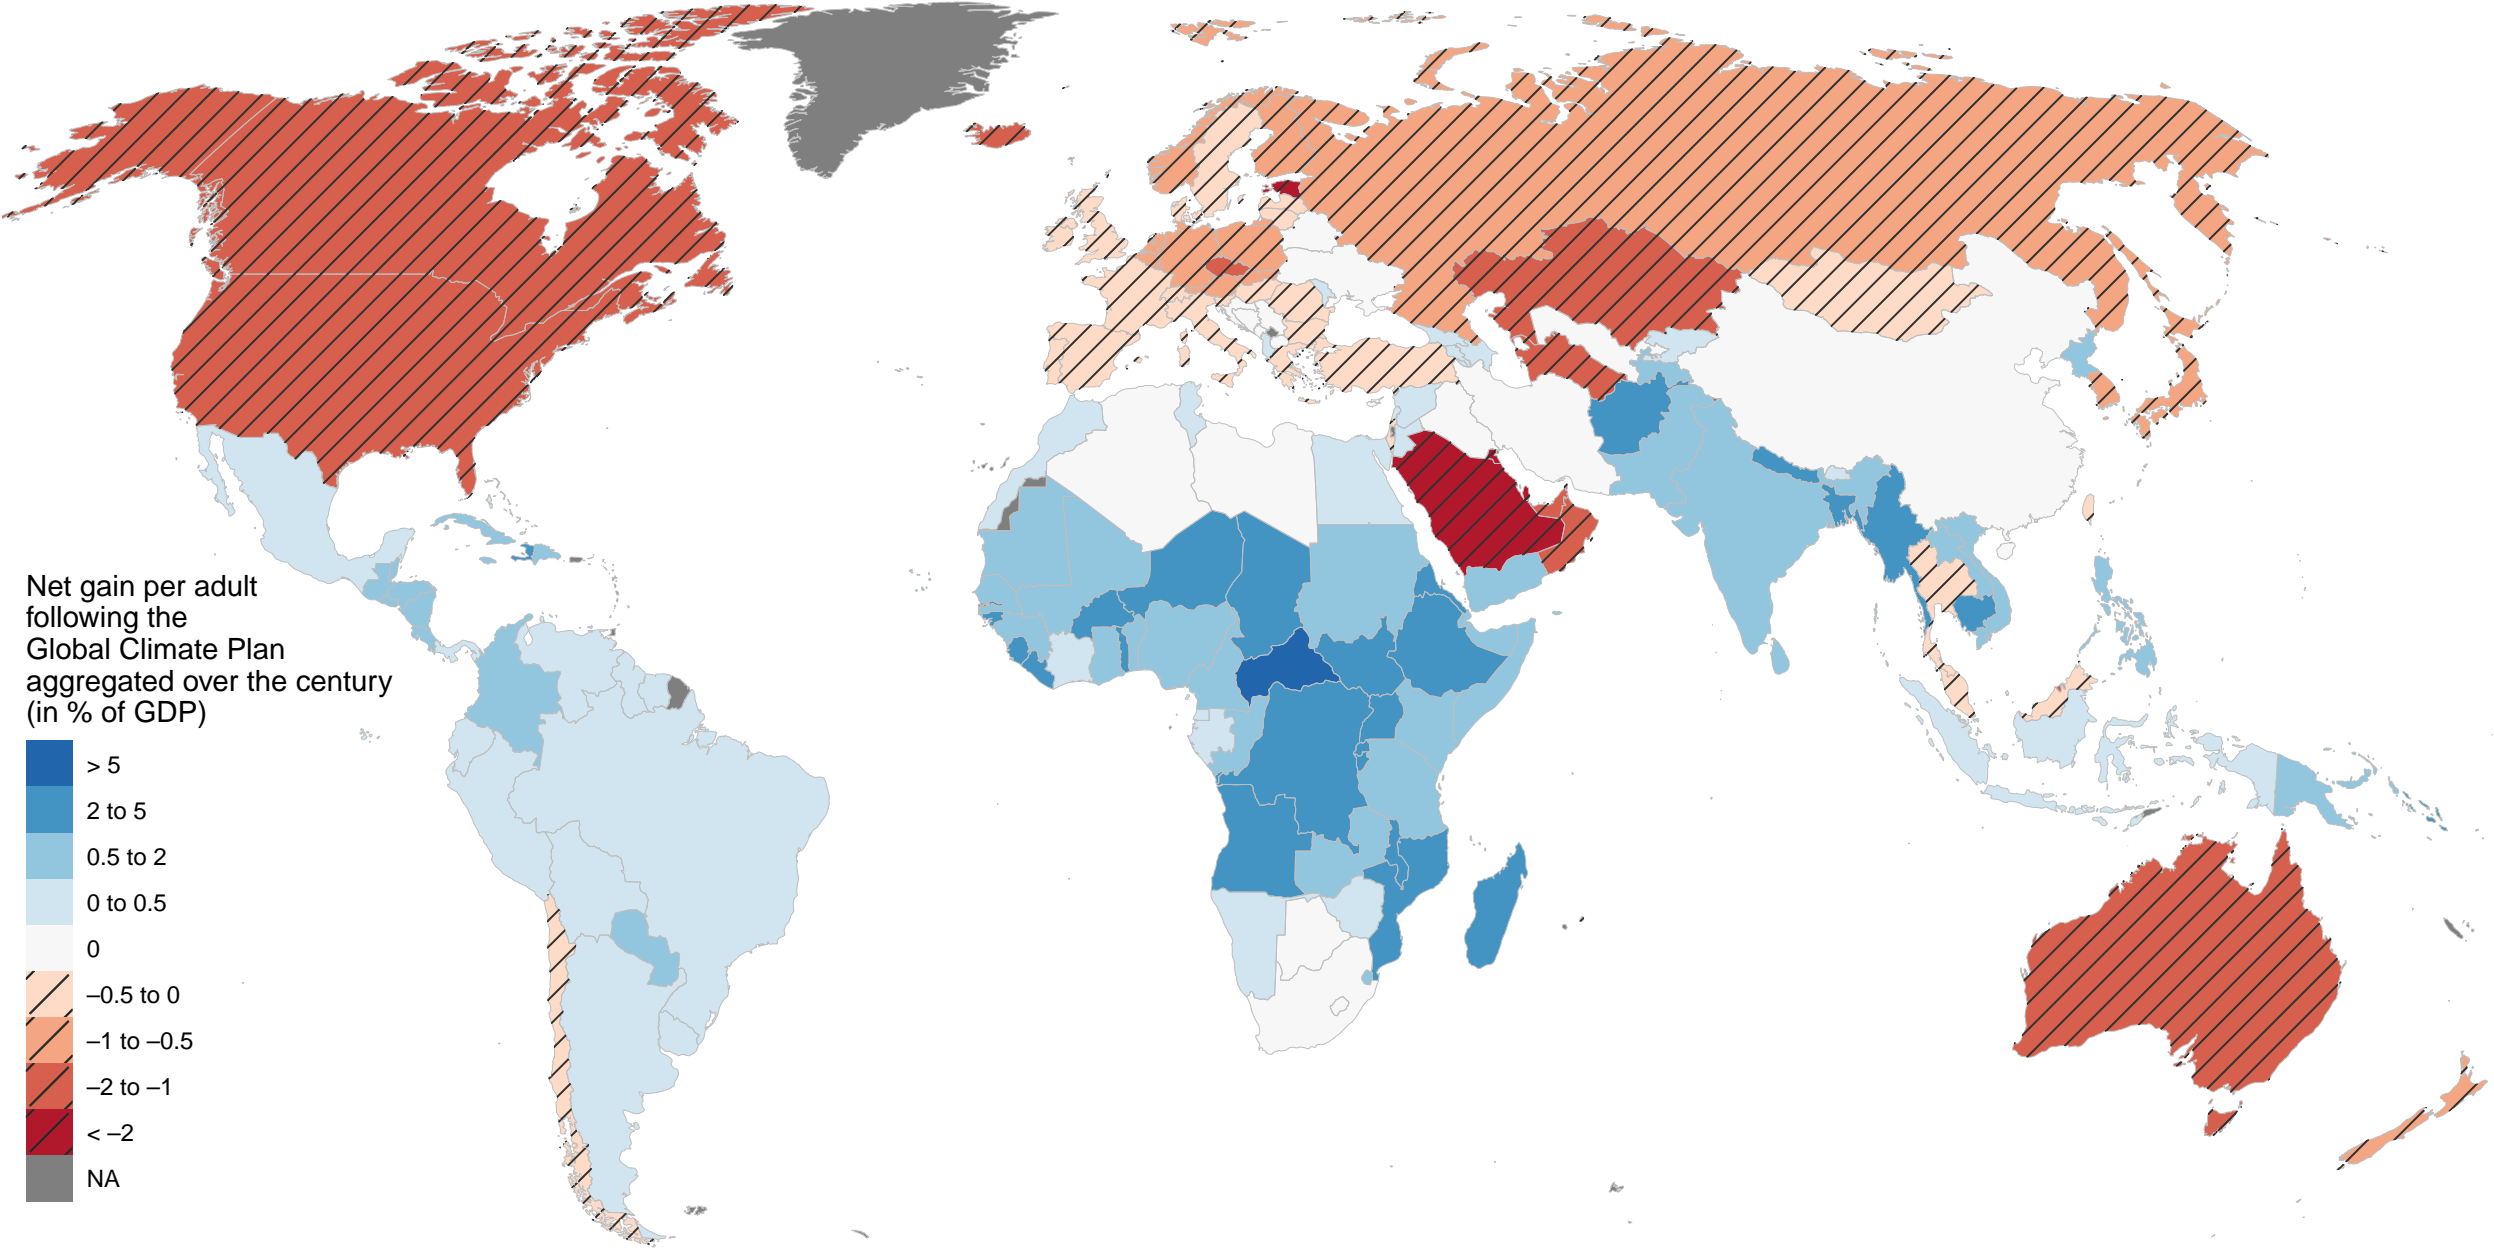 Net gain per adult
following the
Global Climate Plan
aggregated over the century
(in % of GDP)
> 5
2 to 5
0.5 to 2
0 to 0.5
0
–0.5 to 0
–1 to –0.5
–2 to –1
< –2
NA